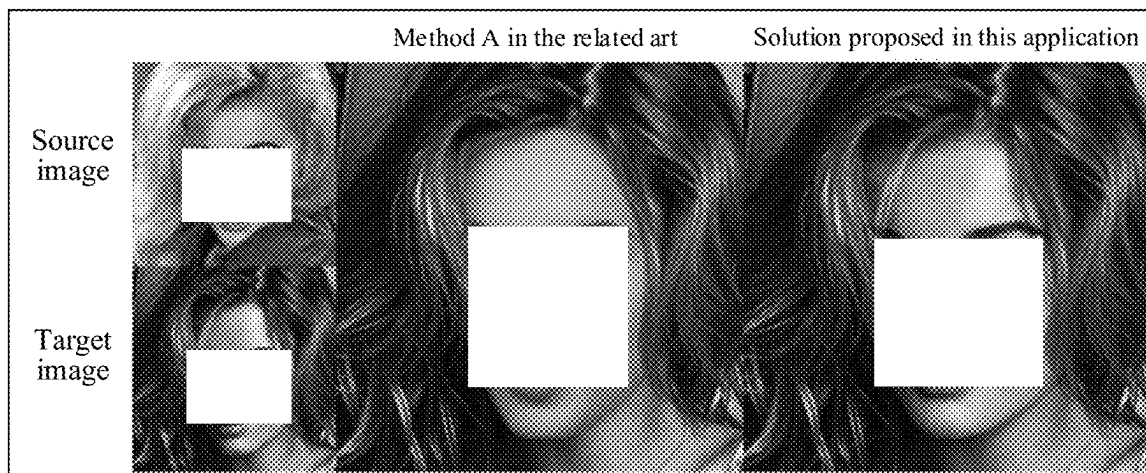 Method A in the related art
Solution proposed in this application
Source
image
Target
image